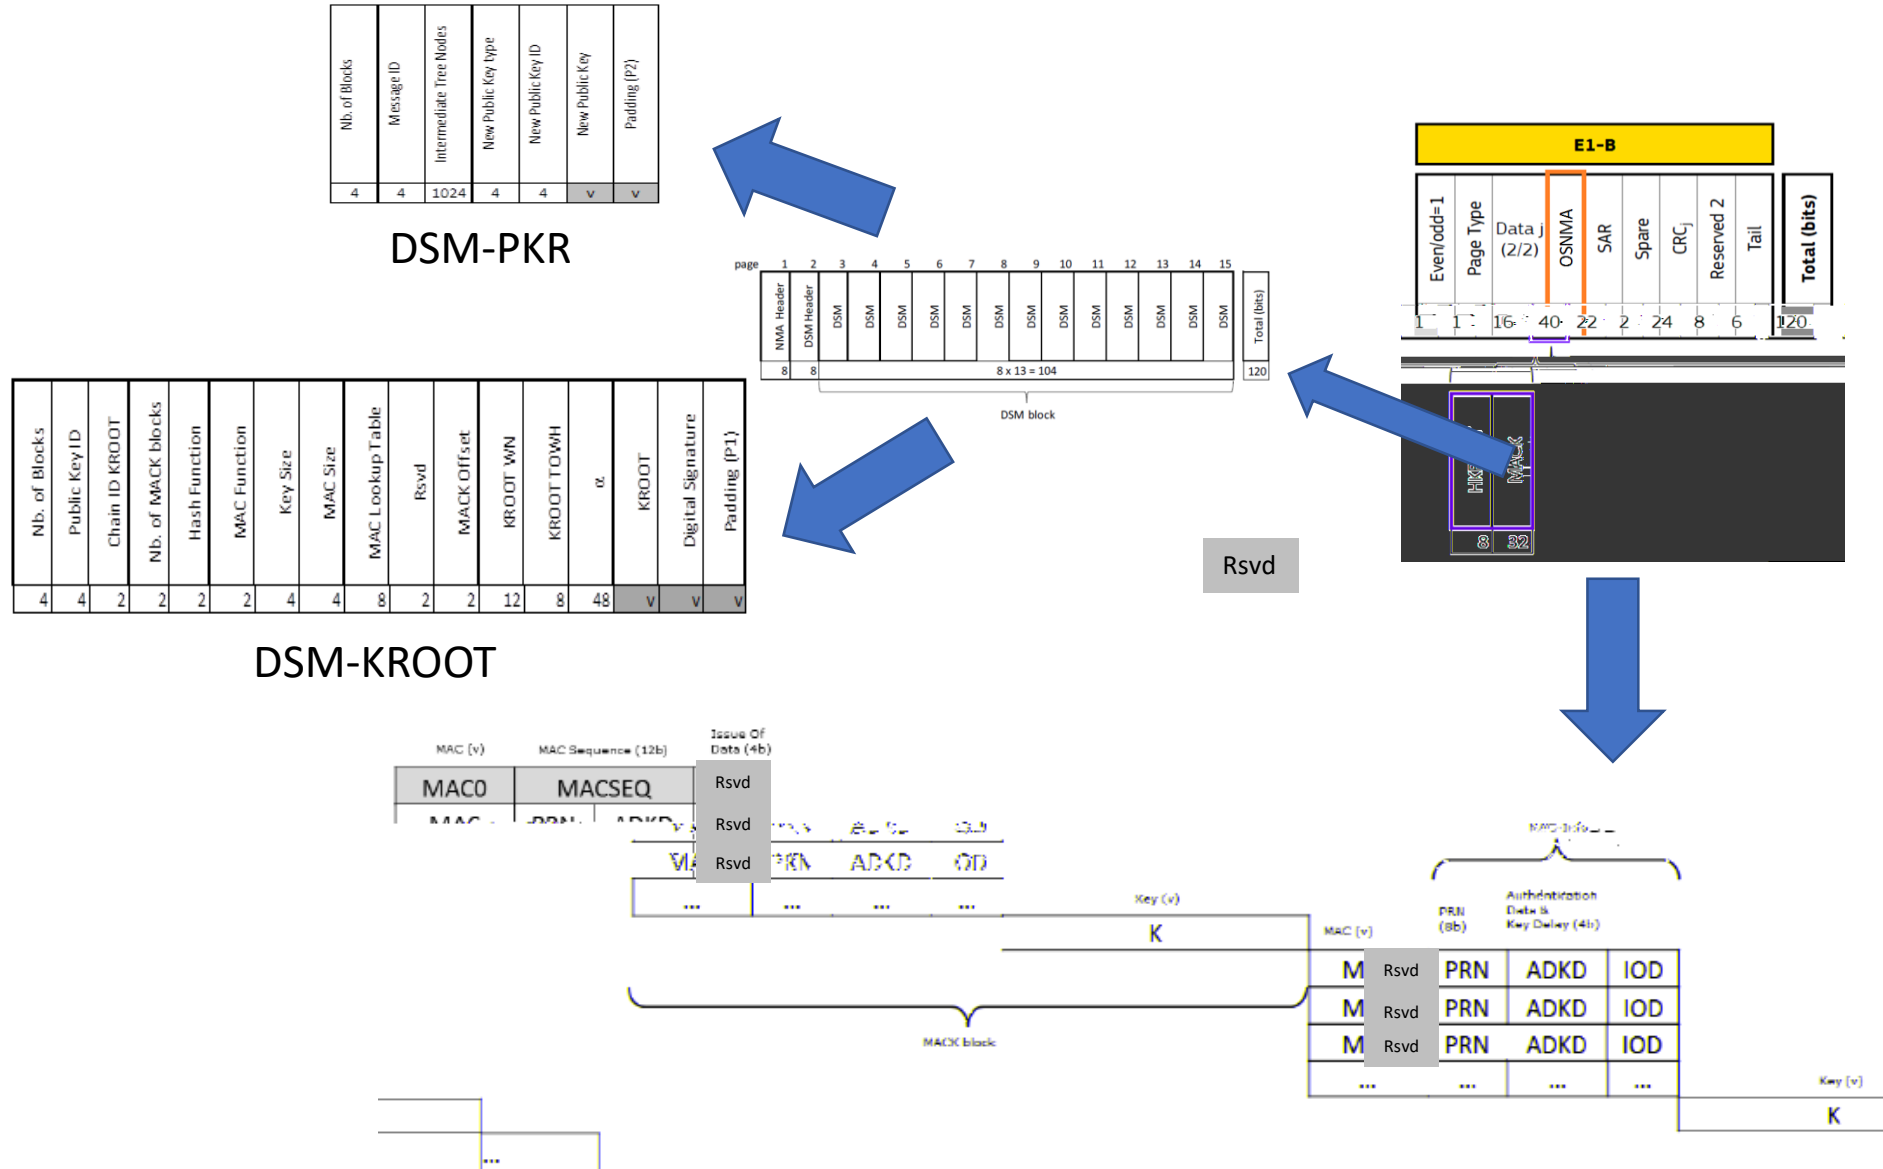 Nb. of Blocks
Message ID
Intermediate Tree Nodes
New Public Key type
New Public Key ID
New Public Key
Padding (P2)
4 4 1024 4 4 v v
DSM-PKR
E1-B
Even/odd=1
Page Type
Data j
(2/2)
OSNMA
SAR
Spare
CRCj
Reserved 2
Tail
Total (bits)
1 1 16 40 22 2 24 8 6 120
MACK
8 32
page 1 2 3 4 5 6 7 8 9 10 11 12 13 14 15
NMA Header
DSM Header
DSM
DSM
DSM
DSM
DSM
DSM
DSM
DSM
DSM
DSM
DSM
DSM
DSM
Total (bits)
8 8 8 x 13 = 104 120
DSM block
Nb. of Blocks
Public Key ID
Chain ID KROOT
Nb. of MACK blocks
Hash Function
MAC Function
Key Size
MAC Size
MAC Lookup Table
Rsvd
MACK Offset
KROOT WN
KROOT TOWH
α
KROOT
Digital Signature
Padding (P1)
4 4 2 2 2 2 4 4 8 2 2 12 8 48 v v v
DSM-KROOT
Rsvd
MAC (v)
MAC Sequence (12b)
Issue Of
Data (4b)
MAC0 MACSEQ Rsvd
Rsvd
Rsvd ADKD
... ... ... ...
Key (v)
K
MACK block
PRN
(8b)
Authentication
Data &
Key Delay (4b)
MAC (v)
M Rsvd PRN ADKD IOD
M Rsvd PRN ADKD IOD
M Rsvd PRN ADKD IOD
... ... ... ...
Key (v)
K
...